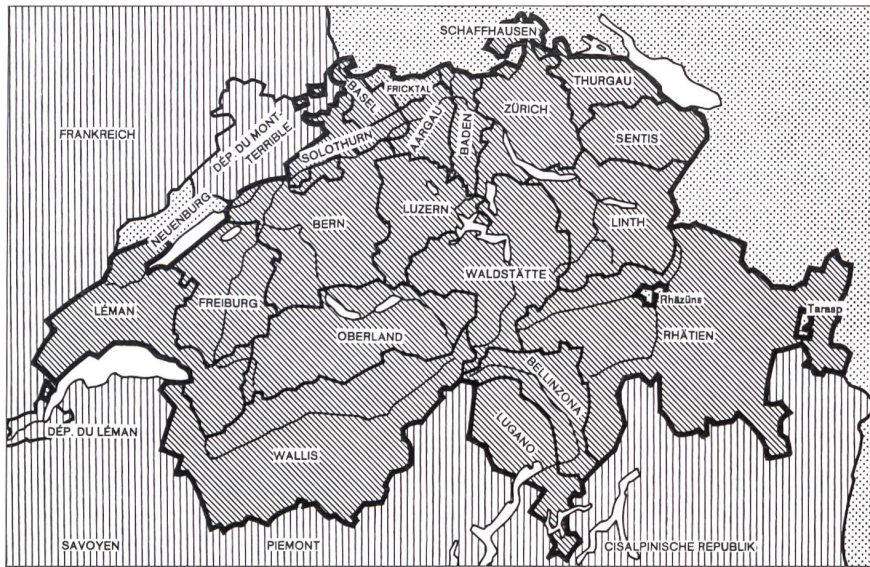 SCHAFFHAUSEN
THURGAU
BASEL
FRICKTAL
ZÜRICH
FRANKREICH
DÉP. DU MONT-
TERRIBLE
SOLOTHURN
AARGAU
BADEN
SENTIS
NEUENBURG
BERN
LUZERN
LINTH
WALDSTÄTTE
LÉMAN
FREIBURG
OBERLAND
Rhäzüns
Tarasp
RHÄTIEN
BELLINZONA
LUGANO
DÉP. DU LÉMAN
WALLIS
SAVOYEN
PIEMONT
CISALPINISCHE REPUBLIK